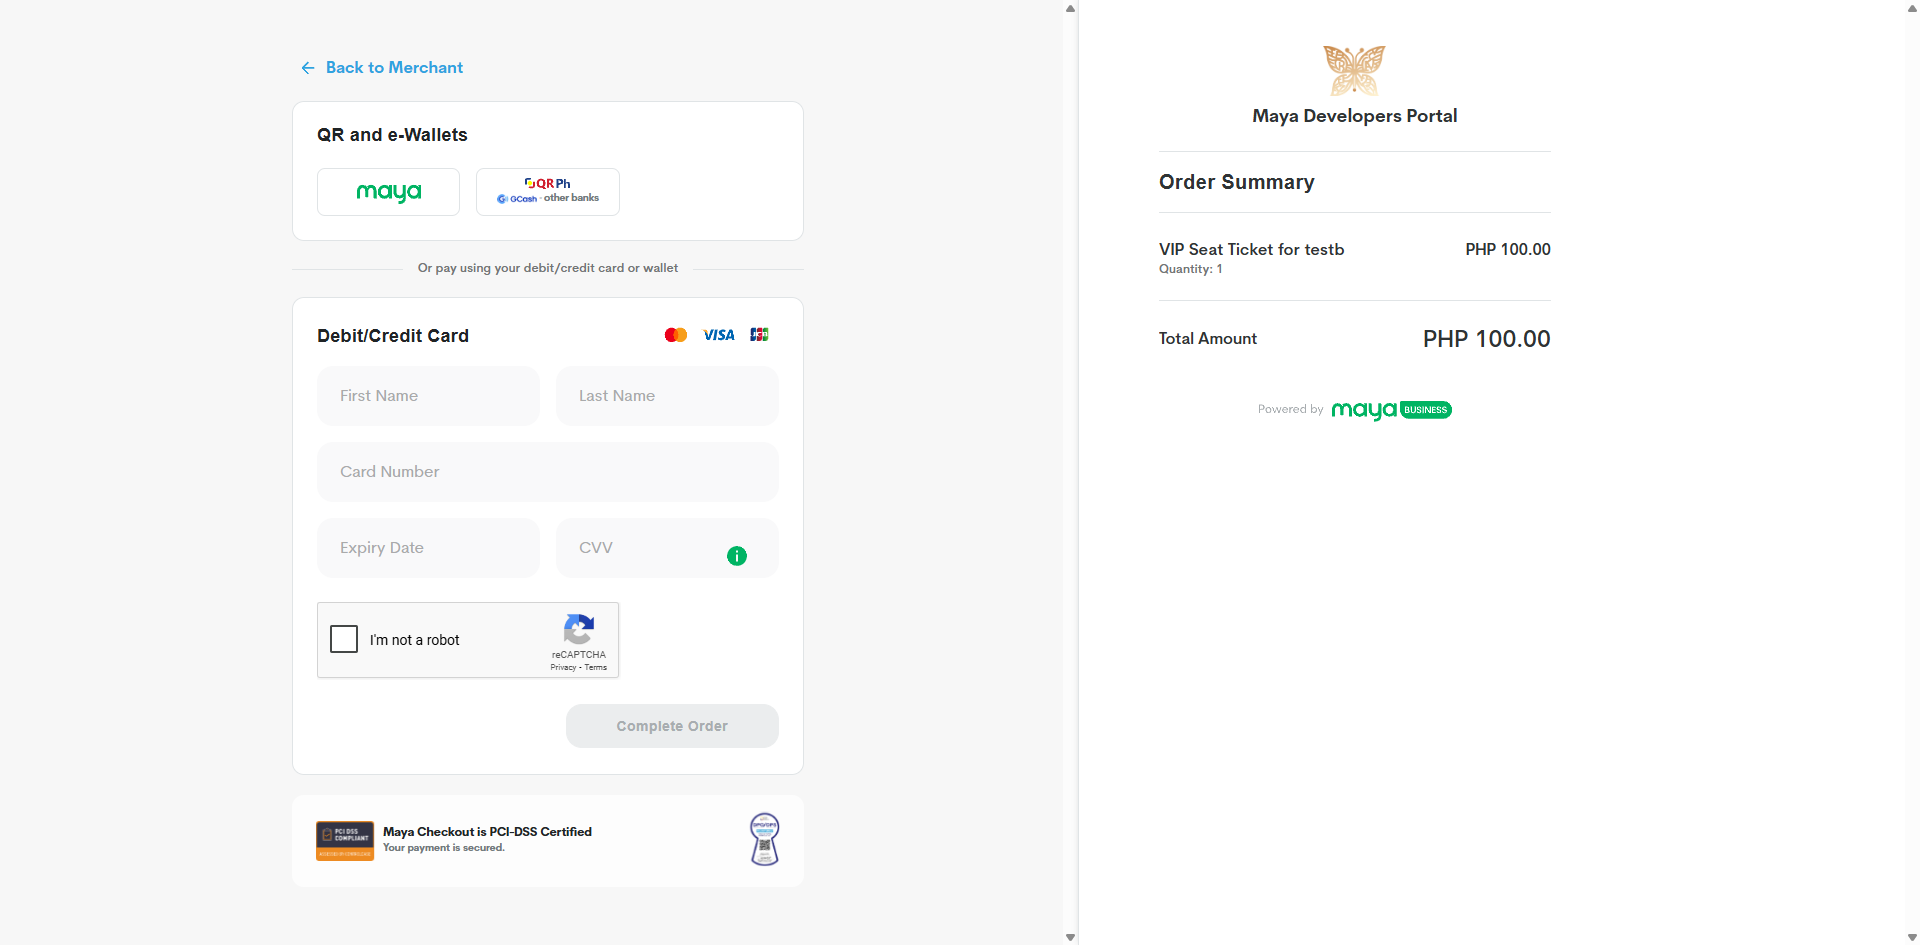 Back to Merchant
QR and e-Wallets
maya
QR Ph
GCash - other banks
Or pay using your debit/credit card or wallet
Debit/Credit Card
VISA
JCB
First Name
Last Name
Card Number
Expiry Date
CVV
i
I'm not a robot
reCAPTCHA
Privacy - Terms
Complete Order
PCI DSS
COMPLIANT
Maya Checkout is PCI-DSS Certified
Your payment is secured.
Maya Developers Portal
Order Summary
VIP Seat Ticket for testb
PHP 100.00
Quantity: 1
Total Amount
PHP 100.00
Powered by maya BUSINESS